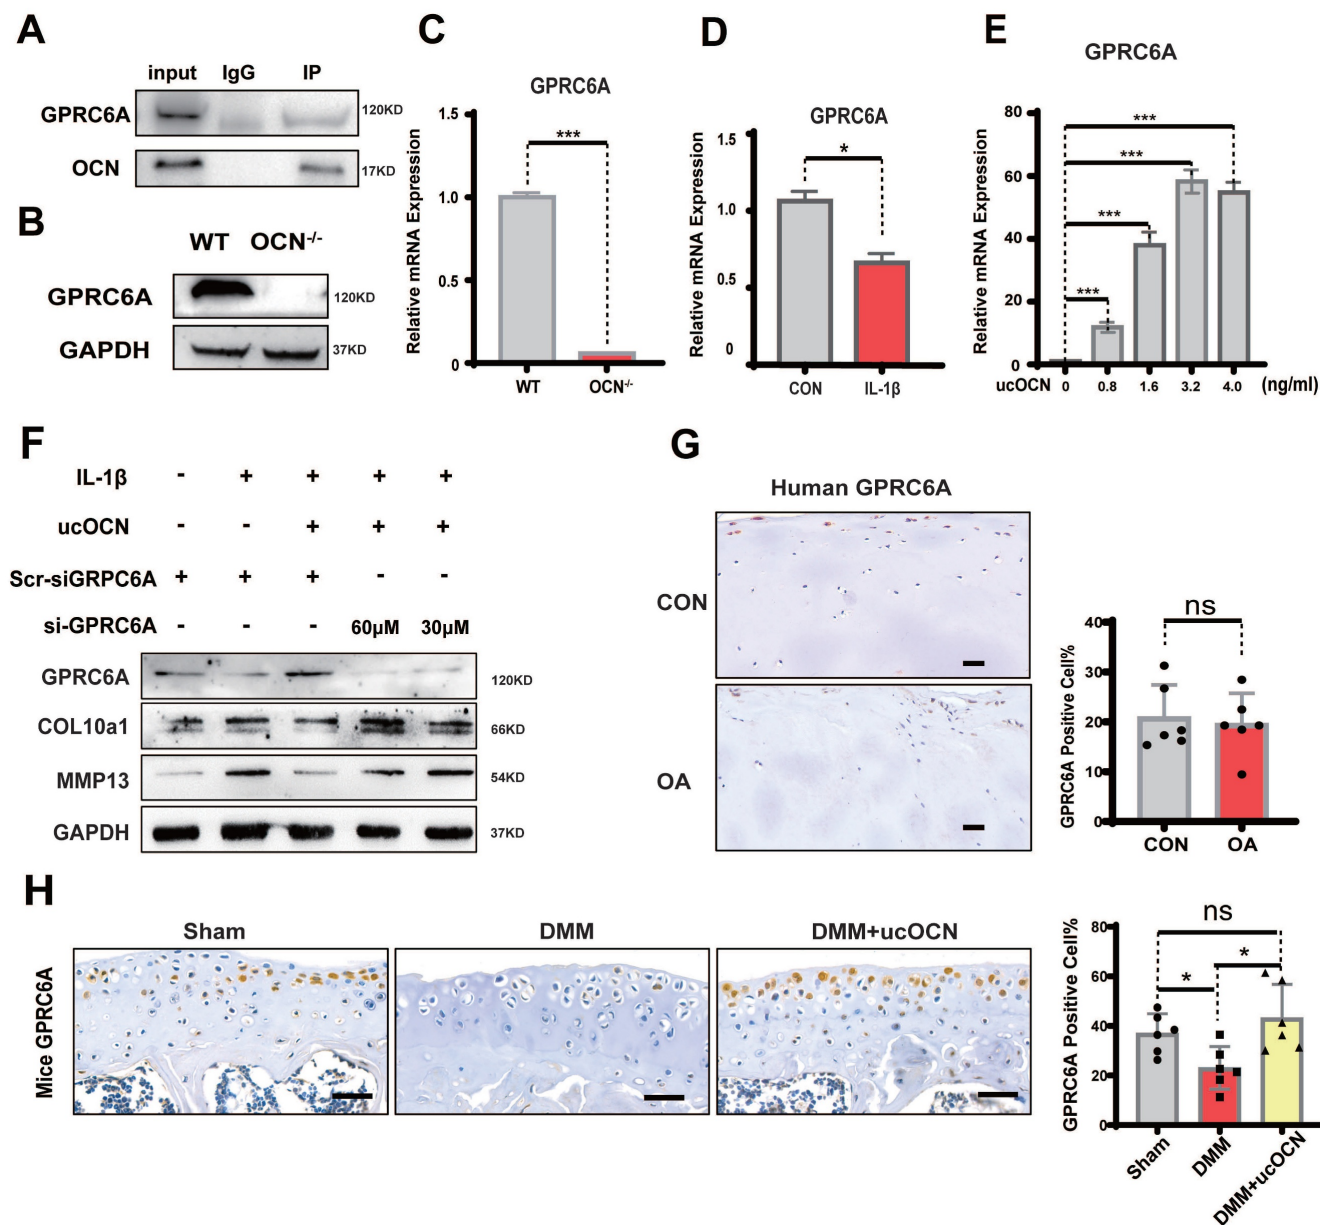 A
input IgG IP
GPRC6A 120KD
OCN 17KD
B
WT OCN-/-
GPRC6A 120KD
GAPDH 37KD
C
GPRC6A
Relative mRNA Expression
1.5
1.0
0.5
0
***
WT OCN-/-
D
GPRC6A
Relative mRNA Expression
1.5
1.0
0.5
0
*
CON IL-1β
E
GPRC6A
Relative mRNA Expression
80
60
40
20
0
***
***
***
***
ucOCN 0 0.8 1.6 3.2 4.0 (ng/ml)
F
IL-1β - + + + +
ucOCN - - + + +
Scr-siGRPC6A + + + - -
si-GPRC6A - - - 60μM 30μM
GPRC6A 120KD
COL10a1 66KD
MMP13 54KD
GAPDH 37KD
G
Human GPRC6A
CON
OA
GPRC6A Positive Cell%
40
30
20
10
0
ns
CON OA
H
Sham DMM DMM+ucOCN
Mice GPRC6A
GPRC6A Positive Cell%
80
60
40
20
0
ns
*
*
Sham DMM DMM+ucOCN